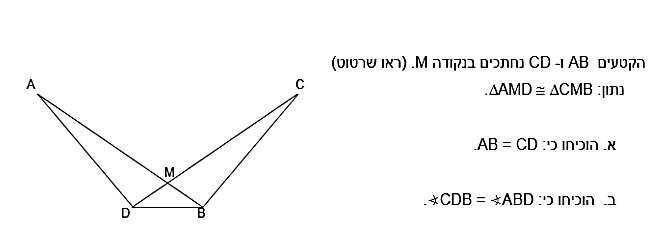 הקטעים AB ו- CD נחתכים בנקודה M. (ראו שרטוט)
נתון: ΔAMD ≅ ΔCMB.
א. הוכיחו כי: AB = CD.
ב. הוכיחו כי: ∢CDB = ∢ABD.
A
C
M
D
B